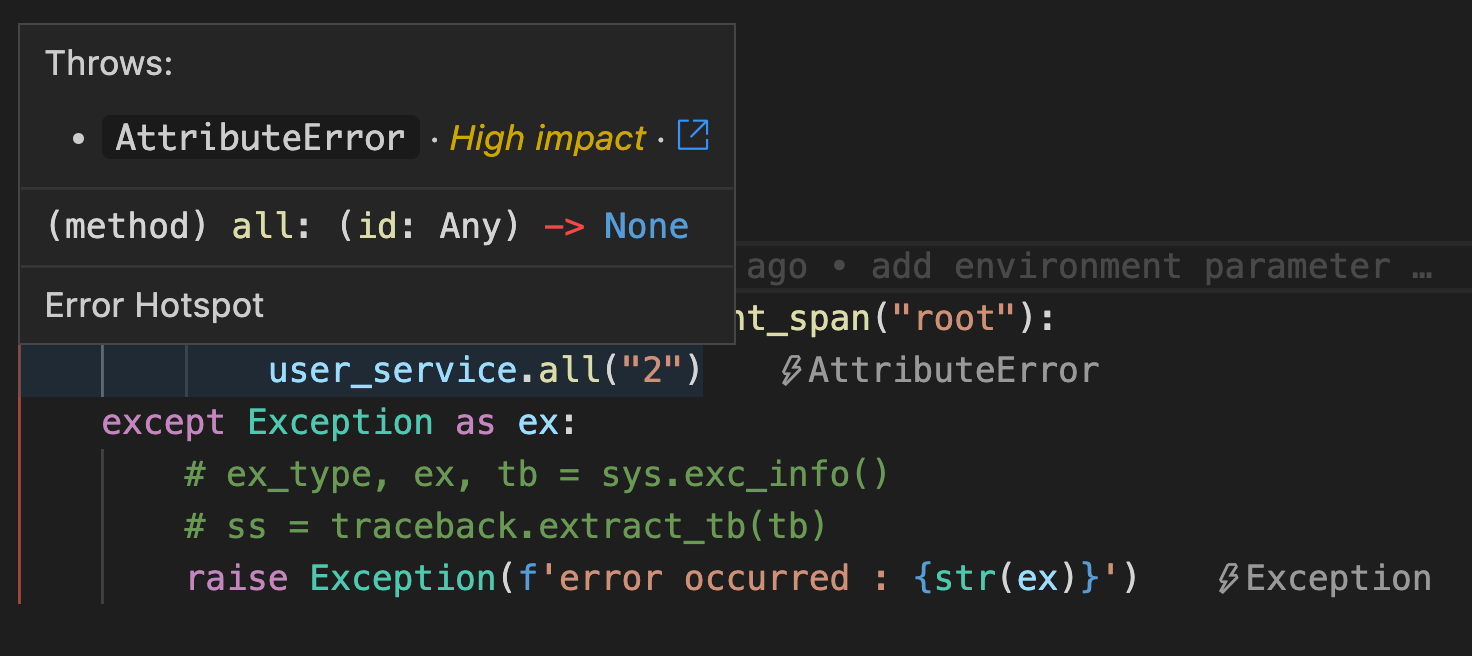 Throws:
• AttributeError · High impact ·
(method) all: (id: Any) -> None
ago • add environment parameter …
Error Hotspot
_span("root"):
user_service.all("2") ⚡AttributeError
except Exception as ex:
# ex_type, ex, tb = sys.exc_info()
# ss = traceback.extract_tb(tb)
raise Exception(f'error occurred : {str(ex)}') ⚡Exception